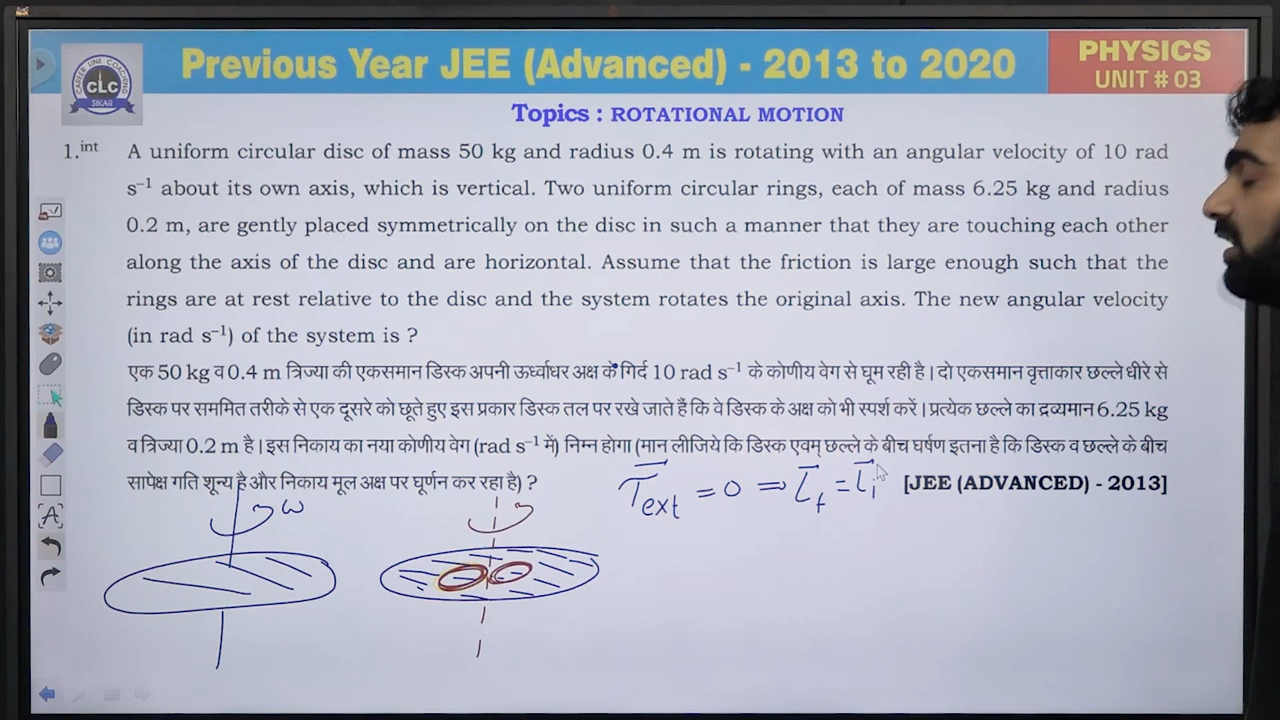 Previous Year JEE (Advanced) - 2013 to 2020
PHYSICS
UNIT # 03
CAREER LINE COACHING
CLC
SIKAR
Topics : ROTATIONAL MOTION
1.int A uniform circular disc of mass 50 kg and radius 0.4 m is rotating with an angular velocity of 10 rad
s⁻¹ about its own axis, which is vertical. Two uniform circular rings, each of mass 6.25 kg and radius
0.2 m, are gently placed symmetrically on the disc in such a manner that they are touching each other
along the axis of the disc and are horizontal. Assume that the friction is large enough such that the
rings are at rest relative to the disc and the system rotates the original axis. The new angular velocity
(in rad s⁻¹) of the system is ?
एक 50 kg व 0.4 m त्रिज्या की एकसमान डिस्क अपनी ऊर्ध्वाधर अक्ष के गिर्द 10 rad s⁻¹ के कोणीय वेग से घूम रही है। दो एकसमान वृत्ताकार छल्ले धीरे से
डिस्क पर सममित तरीके से एक दूसरे को छूते हुए इस प्रकार डिस्क तल पर रखे जाते हैं कि वे डिस्क के अक्ष को भी स्पर्श करें। प्रत्येक छल्ले का द्रव्यमान 6.25 kg
व त्रिज्या 0.2 m है। इस निकाय का नया कोणीय वेग (rad s⁻¹ में) निम्न होगा (मान लीजिये कि डिस्क एवम् छल्ले के बीच घर्षण इतना है कि डिस्क व छल्ले के बीच
सापेक्ष गति शून्य है और निकाय मूल अक्ष पर घूर्णन कर रहा है) ?
[JEE (ADVANCED) - 2013]
τ⃗ext = 0 ⇒ L⃗f = L⃗i
ω
A